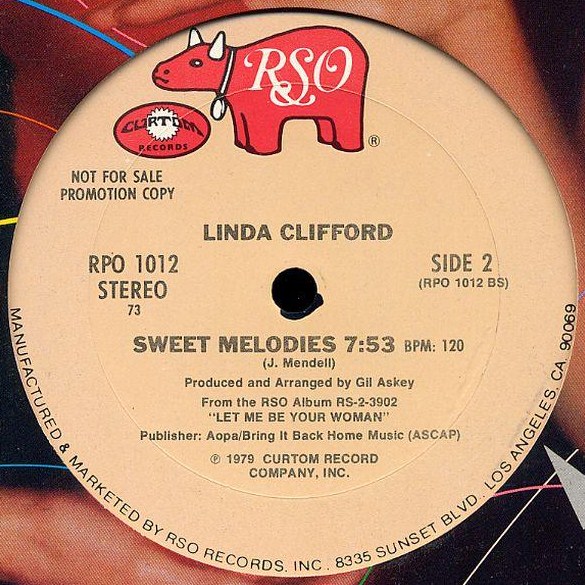 RSO
®
CURTOM
RECORDS
NOT FOR SALE
PROMOTION COPY
LINDA CLIFFORD
RPO 1012
STEREO
73
SIDE 2
(RPO 1012 BS)
SWEET MELODIES 7:53 BPM: 120
(J. Mendell)
Produced and Arranged by Gil Askey
From the RSO Album RS-2-3902
"LET ME BE YOUR WOMAN"
Publisher: Aopa/Bring It Back Home Music (ASCAP)
℗ 1979 CURTOM RECORD
COMPANY, INC.
MANUFACTURED & MARKETED BY RSO RECORDS, INC. 8335 SUNSET BLVD. LOS ANGELES, CA. 90069